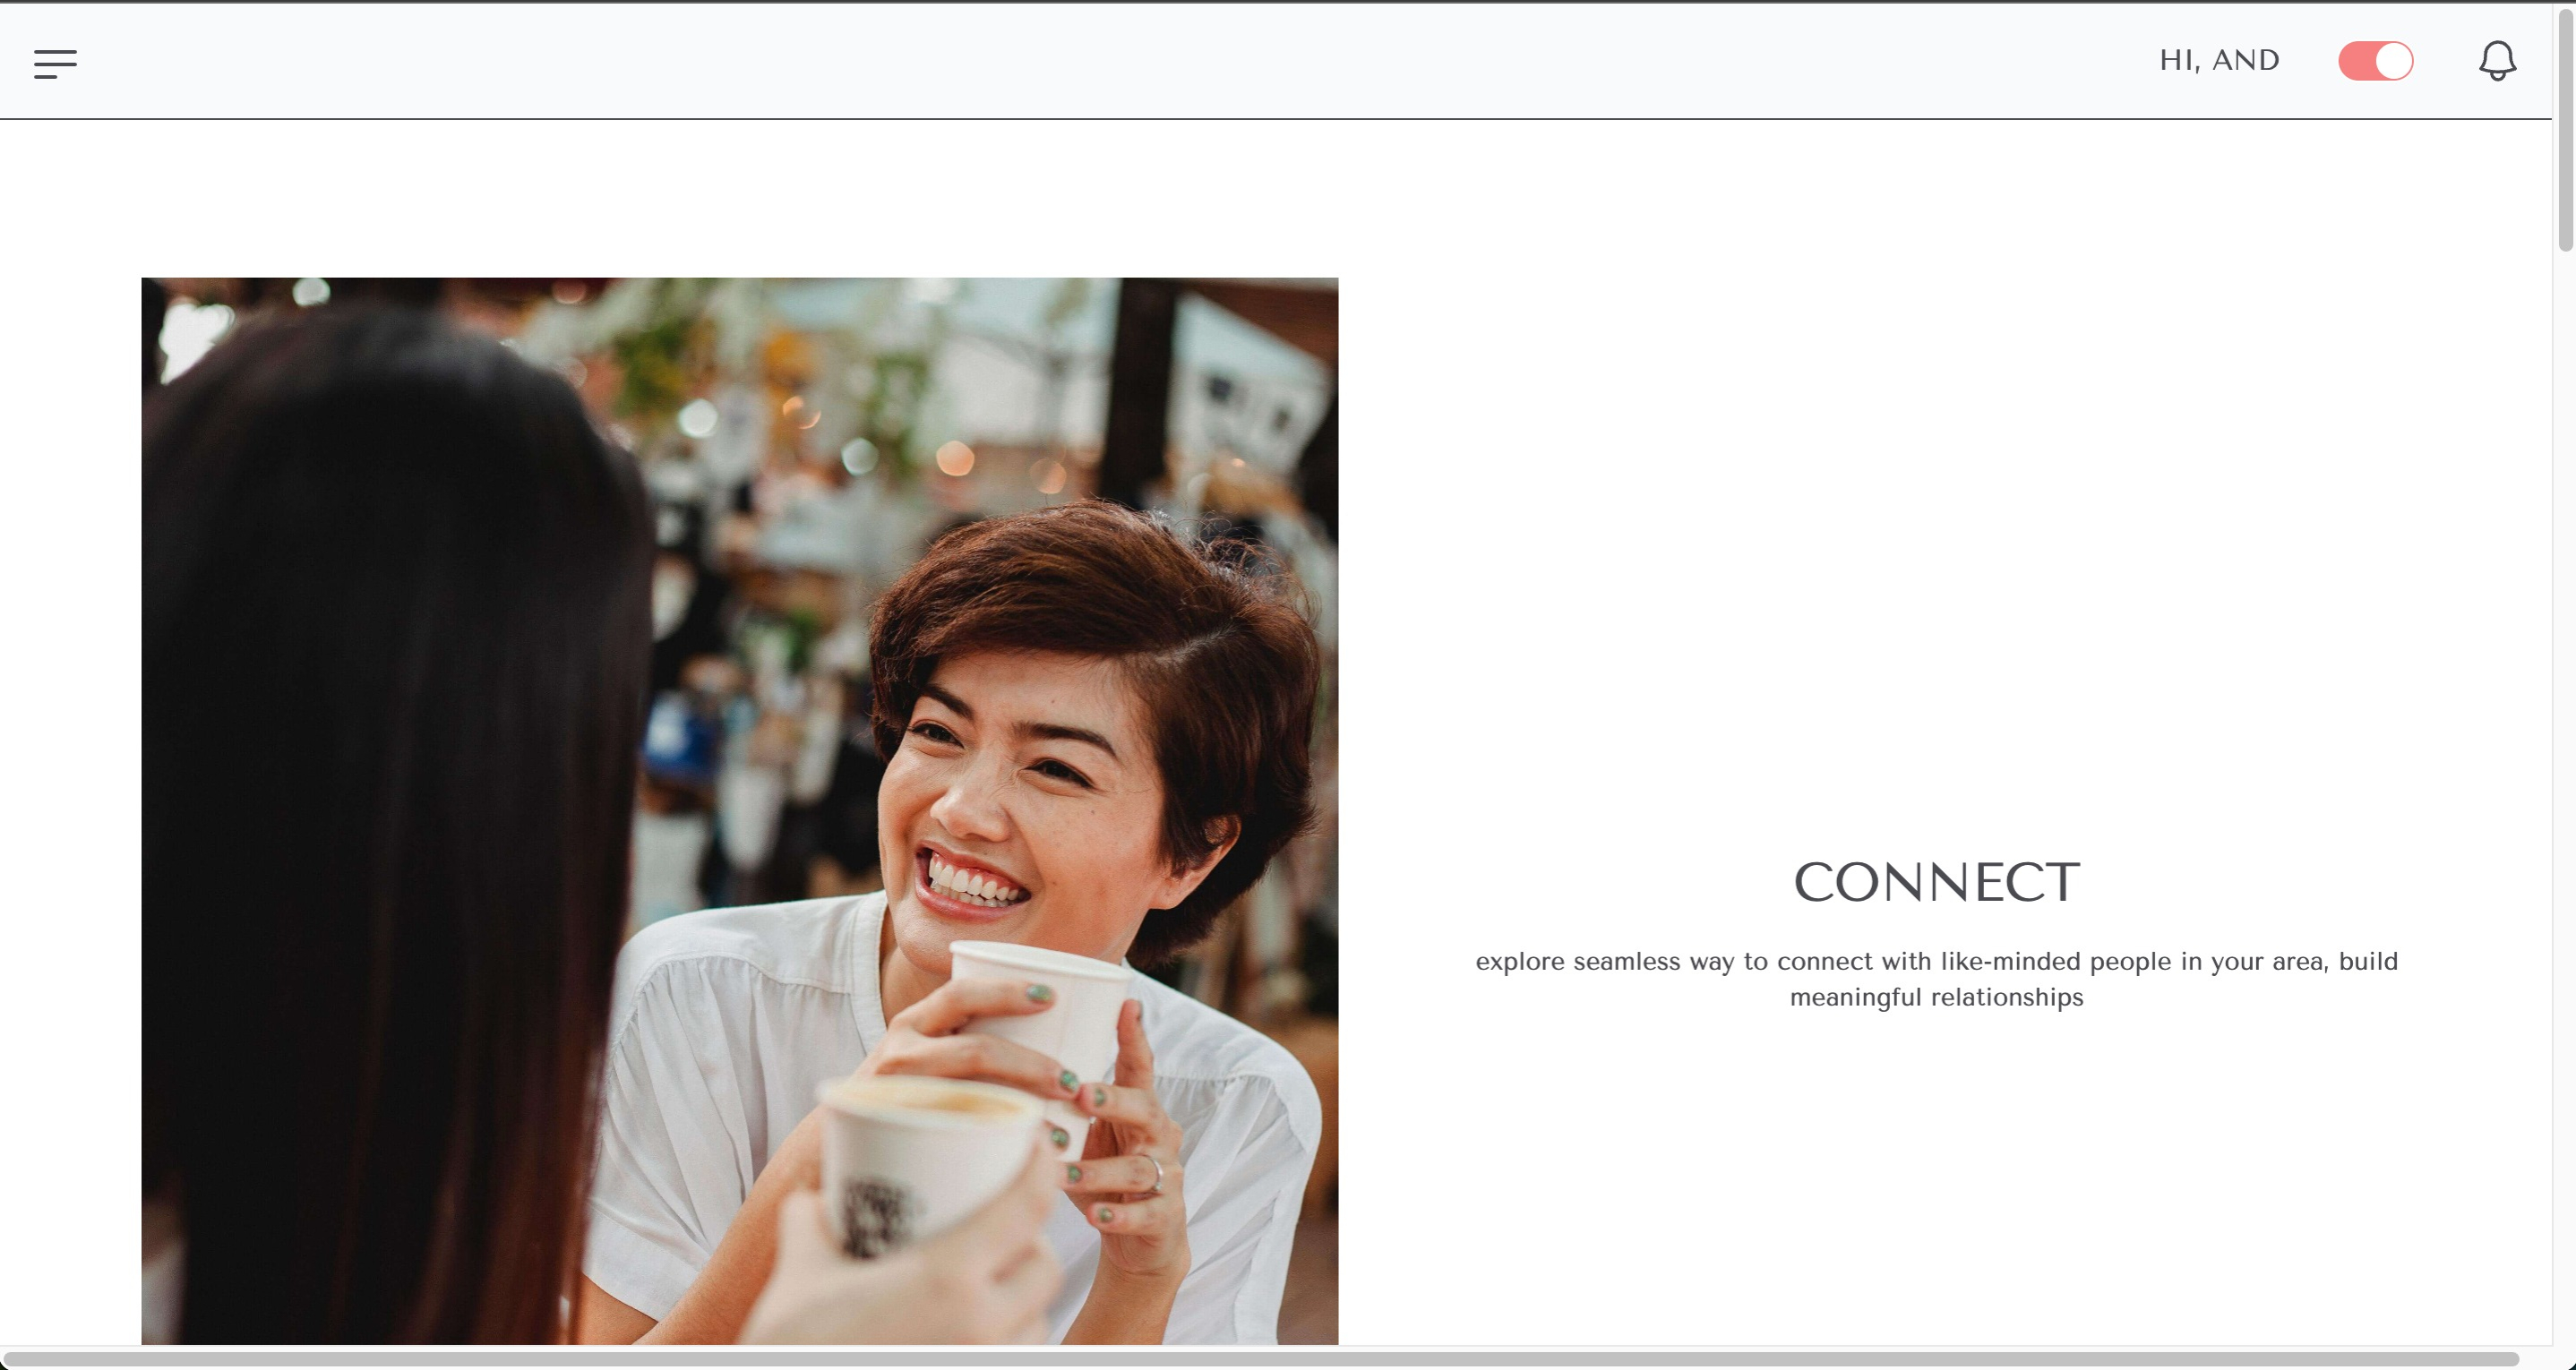 HI, AND
CONNECT
explore seamless way to connect with like-minded people in your area, build
meaningful relationships